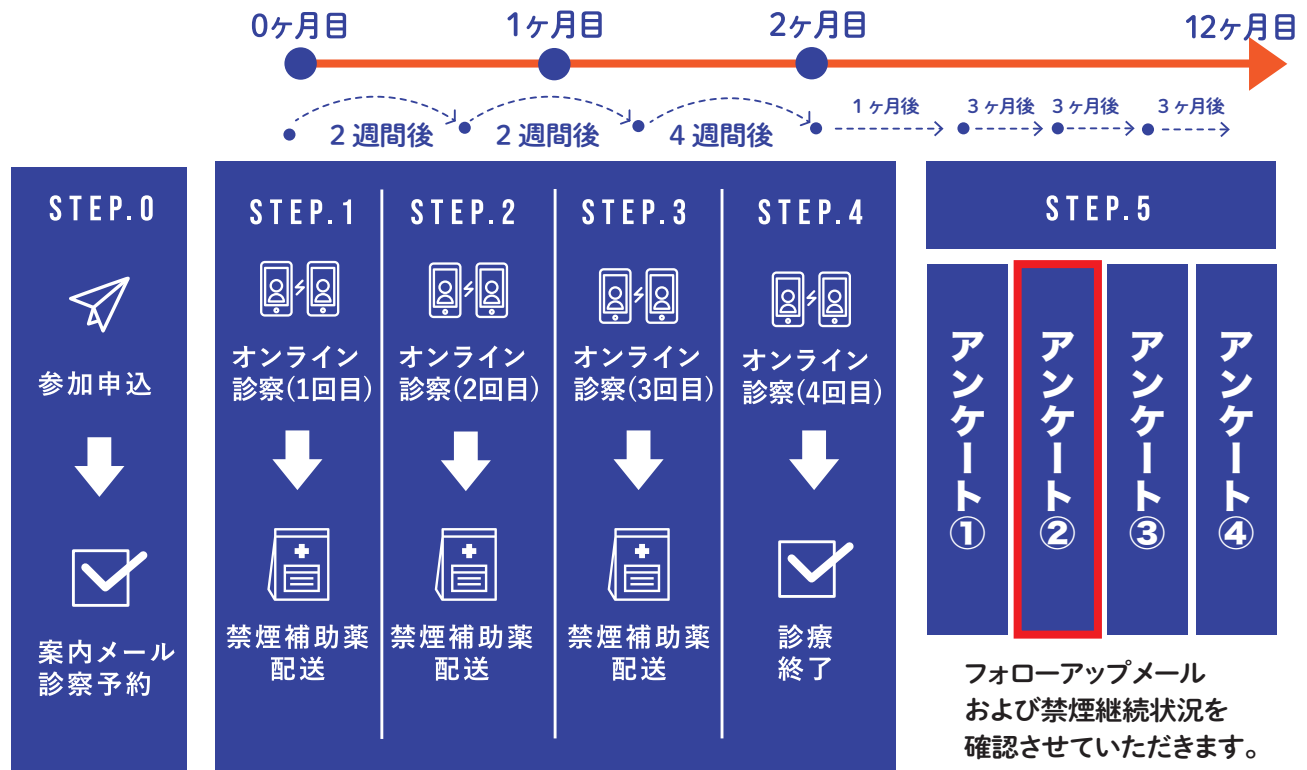 0ヶ月目
1ヶ月目
2ヶ月目
12ヶ月目
2週間後
2週間後
4週間後
1ヶ月後
3ヶ月後
3ヶ月後
3ヶ月後
STEP.0
参加申込
案内メール
診察予約
STEP.1
オンライン
診察(1回目)
禁煙補助薬
配送
STEP.2
オンライン
診察(2回目)
禁煙補助薬
配送
STEP.3
オンライン
診察(3回目)
禁煙補助薬
配送
STEP.4
オンライン
診察(4回目)
診療
終了
STEP.5
アンケート①
アンケート②
アンケート③
アンケート④
フォローアップメール
および禁煙継続状況を
確認させていただきます。